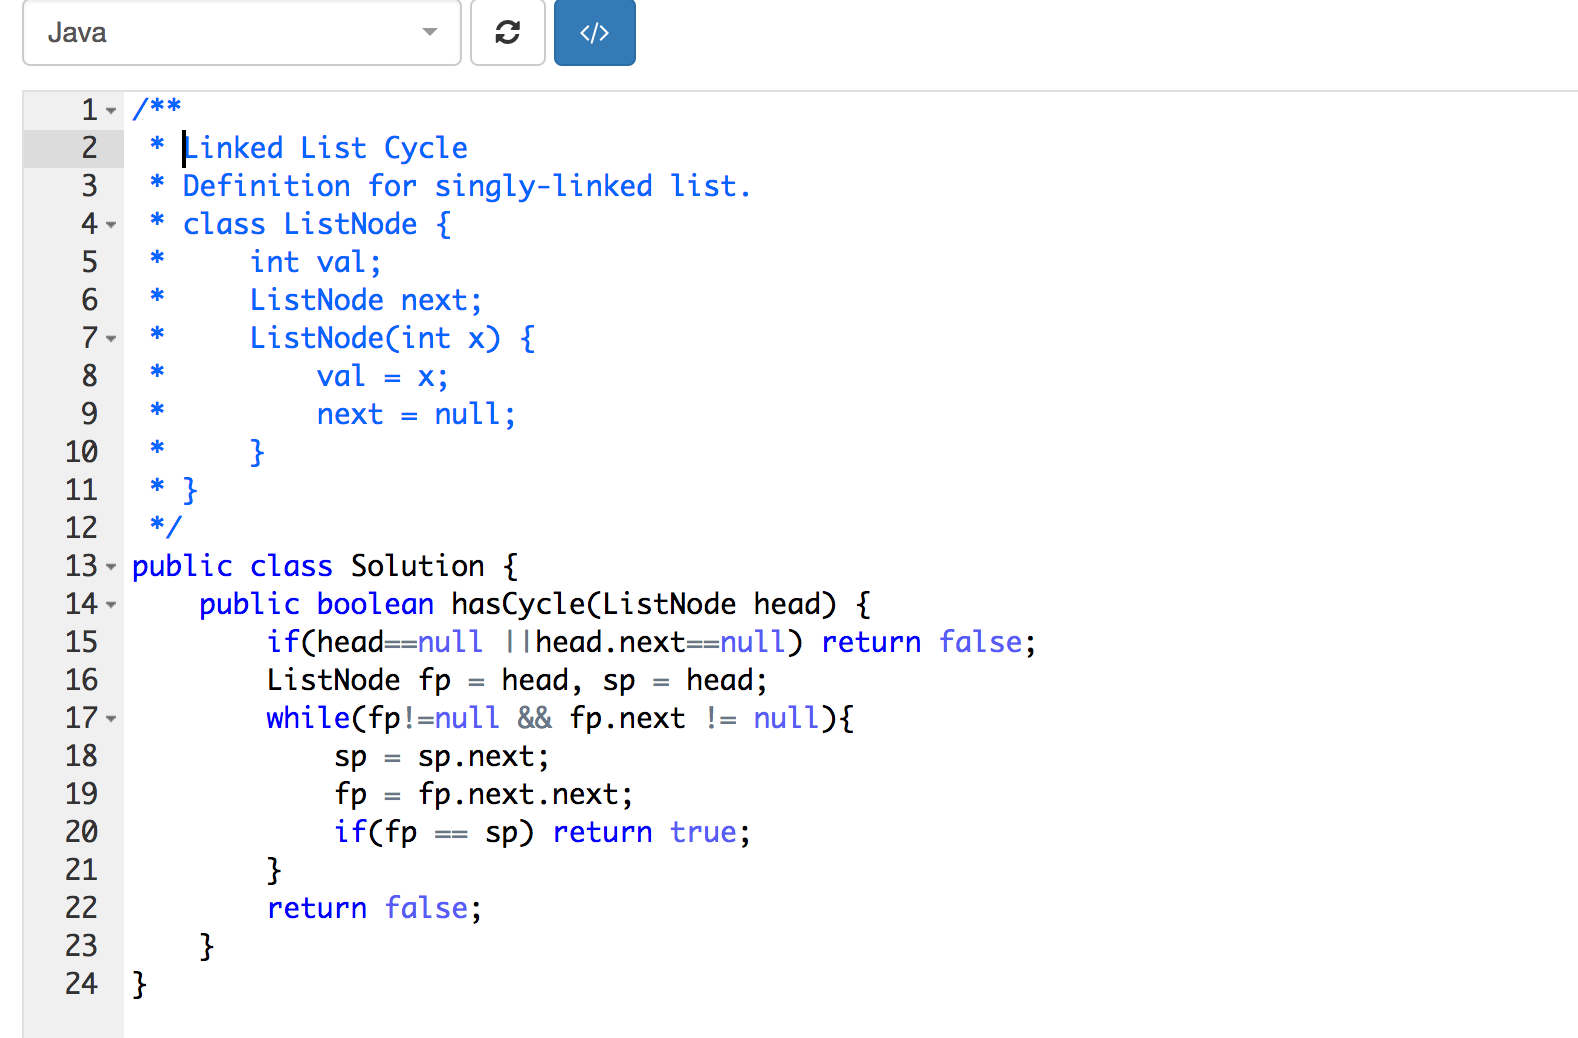 Java
</>
1 /**
2  * Linked List Cycle
3  * Definition for singly-linked list.
4  * class ListNode {
5  *     int val;
6  *     ListNode next;
7  *     ListNode(int x) {
8  *         val = x;
9  *         next = null;
10  *     }
11  * }
12  */
13 public class Solution {
14     public boolean hasCycle(ListNode head) {
15         if(head==null ||head.next==null) return false;
16         ListNode fp = head, sp = head;
17         while(fp!=null && fp.next != null){
18             sp = sp.next;
19             fp = fp.next.next;
20             if(fp == sp) return true;
21         }
22         return false;
23     }
24 }